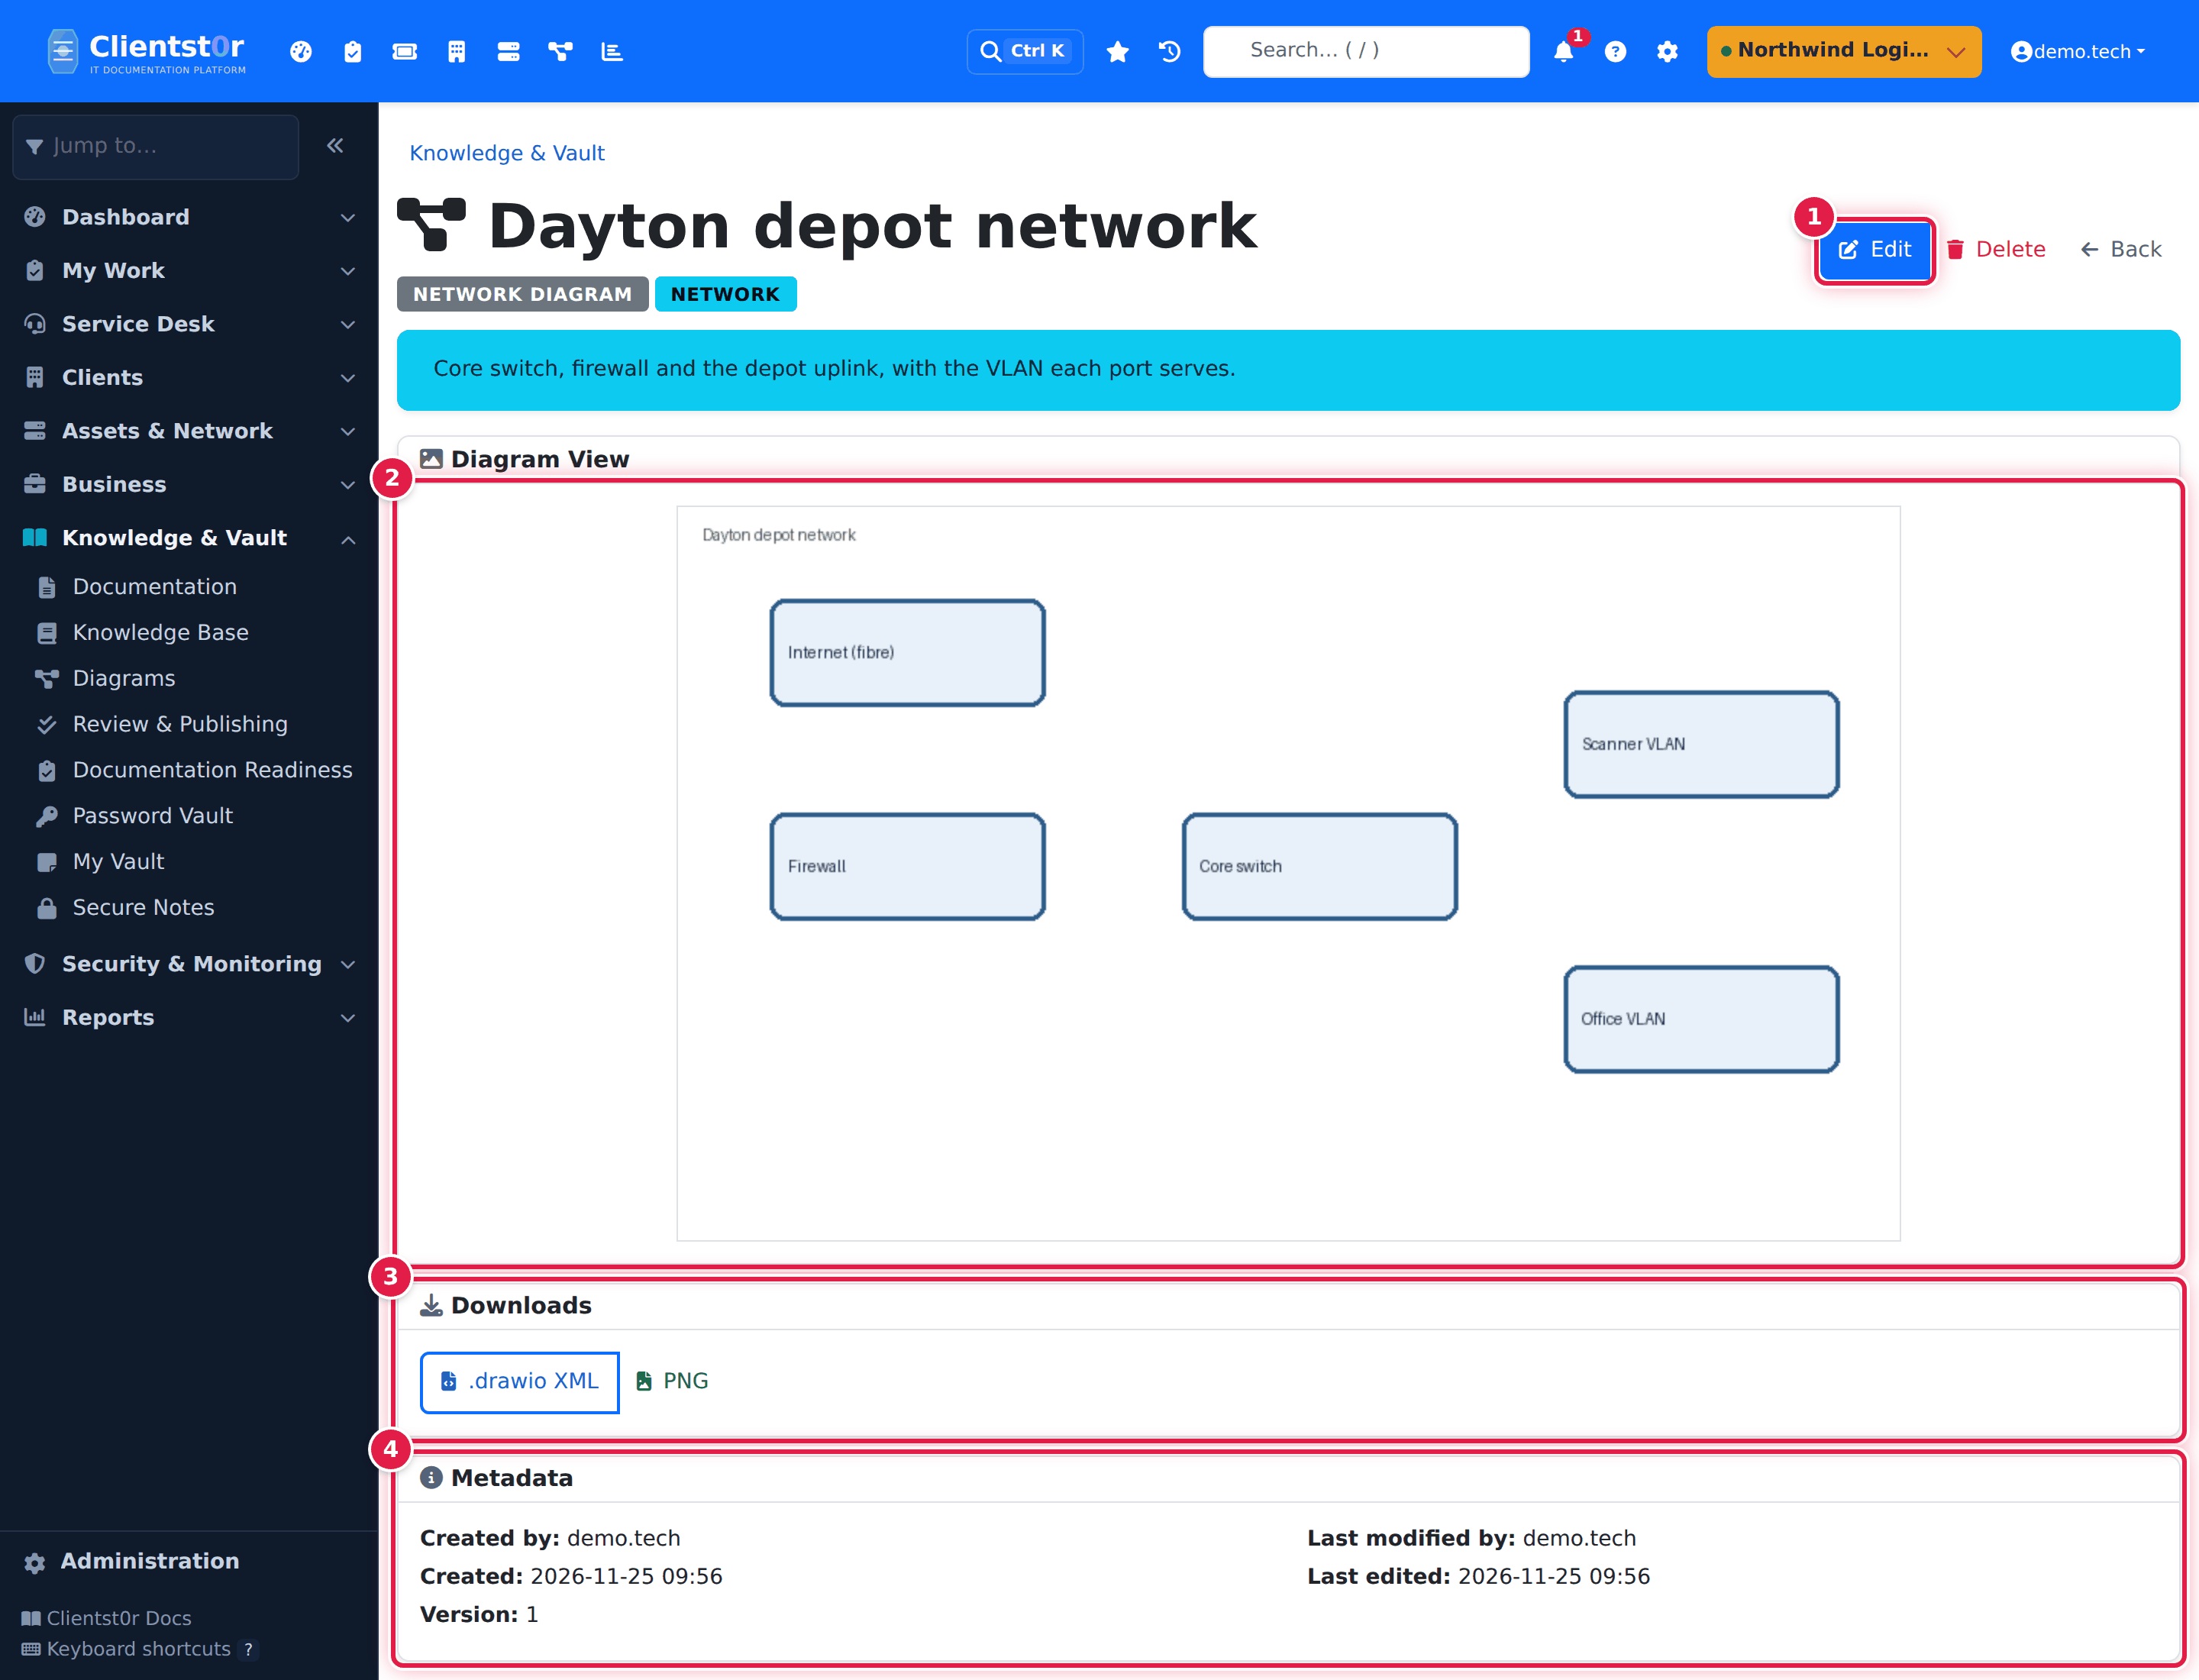 Clientst0r
IT DOCUMENTATION PLATFORM
Ctrl K
Search... ( / )
1
Northwind Logi...
demo.tech
Jump to...
Dashboard
My Work
Service Desk
Clients
Assets & Network
Business
Knowledge & Vault
Documentation
Knowledge Base
Diagrams
Review & Publishing
Documentation Readiness
Password Vault
My Vault
Secure Notes
Security & Monitoring
Reports
Administration
Clientst0r Docs
Keyboard shortcuts ?
Knowledge & Vault
Dayton depot network
1
Edit
Delete
Back
NETWORK DIAGRAM
NETWORK
Core switch, firewall and the depot uplink, with the VLAN each port serves.
Diagram View
2
Dayton depot network
Internet (fibre)
Scanner VLAN
Firewall
Core switch
Office VLAN
3
Downloads
.drawio XML
PNG
4
Metadata
Created by: demo.tech
Last modified by: demo.tech
Created: 2026-11-25 09:56
Last edited: 2026-11-25 09:56
Version: 1